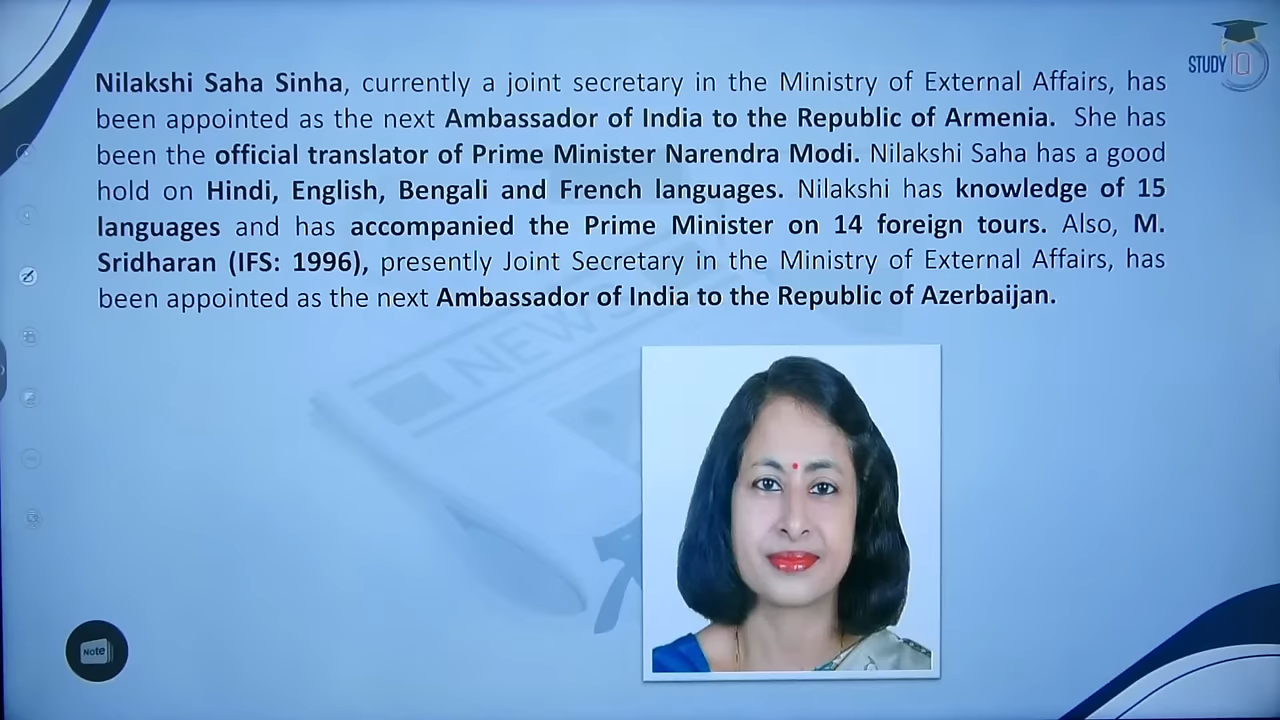 Nilakshi Saha Sinha, currently a joint secretary in the Ministry of External Affairs, has
been appointed as the next Ambassador of India to the Republic of Armenia. She has
been the official translator of Prime Minister Narendra Modi. Nilakshi Saha has a good
hold on Hindi, English, Bengali and French languages. Nilakshi has knowledge of 15
languages and has accompanied the Prime Minister on 14 foreign tours. Also, M.
Sridharan (IFS: 1996), presently Joint Secretary in the Ministry of External Affairs, has
been appointed as the next Ambassador of India to the Republic of Azerbaijan.
STUDY IQ
NEWS
Note